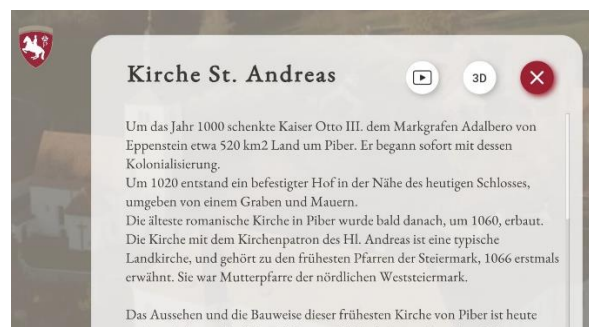 Kirche St. Andreas
3D
Um das Jahr 1000 schenkte Kaiser Otto III. dem Markgrafen Adalbero von
Eppenstein etwa 520 km2 Land um Piber. Er begann sofort mit dessen
Kolonialisierung.
Um 1020 entstand ein befestigter Hof in der Nähe des heutigen Schlosses,
umgeben von einem Graben und Mauern.
Die älteste romanische Kirche in Piber wurde bald danach, um 1060, erbaut.
Die Kirche mit dem Kirchenpatron des Hl. Andreas ist eine typische
Landkirche, und gehört zu den frühesten Pfarren der Steiermark, 1066 erstmals
erwähnt. Sie war Mutterpfarre der nördlichen Weststeiermark.
Das Aussehen und die Bauweise dieser frühesten Kirche von Piber ist heute